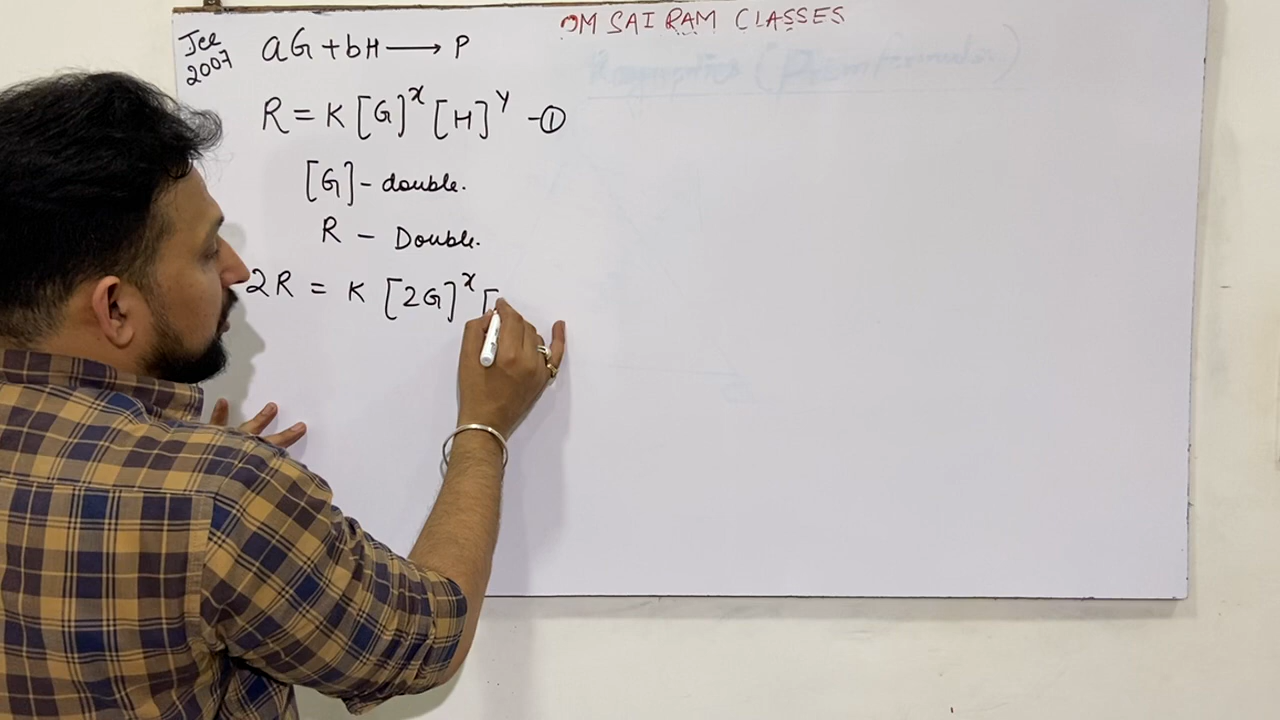 OM SAI RAM CLASSES
Jee
2007
aG + bH ⟶ P
R = K [G]ˣ [H]ʸ - ①
[G] - double.
R - Double.
2R = K [2G]ˣ [